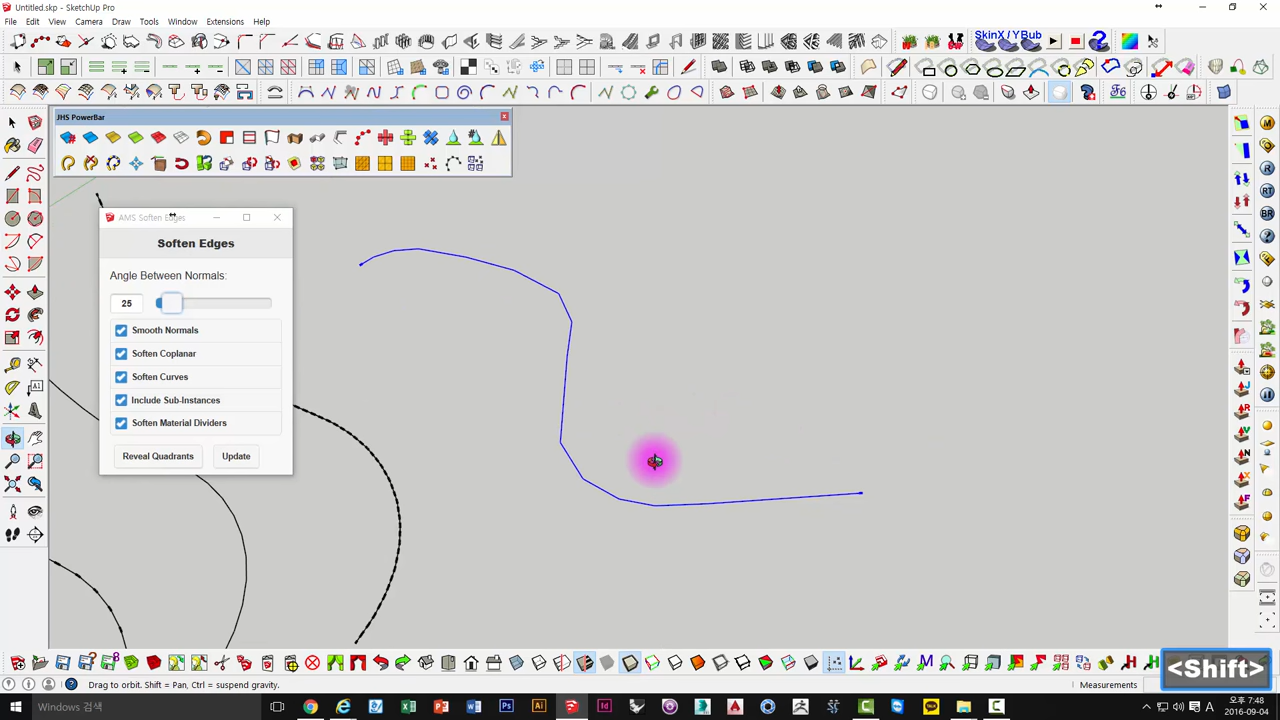 Untitled.skp - SketchUp Pro
File Edit View Camera Draw Tools Window Extensions Help
SkinX / YBub
JHS PowerBar
AMS Soften Edges
Soften Edges
Angle Between Normals:
25
Smooth Normals
Soften Coplanar
Soften Curves
Include Sub-Instances
Soften Material Dividers
Reveal Quadrants Update
Drag to orbit. Shift = Pan, Ctrl = suspend gravity.
Measurements
<Shift>
Windows 검색
오후 7:48
2016-09-04